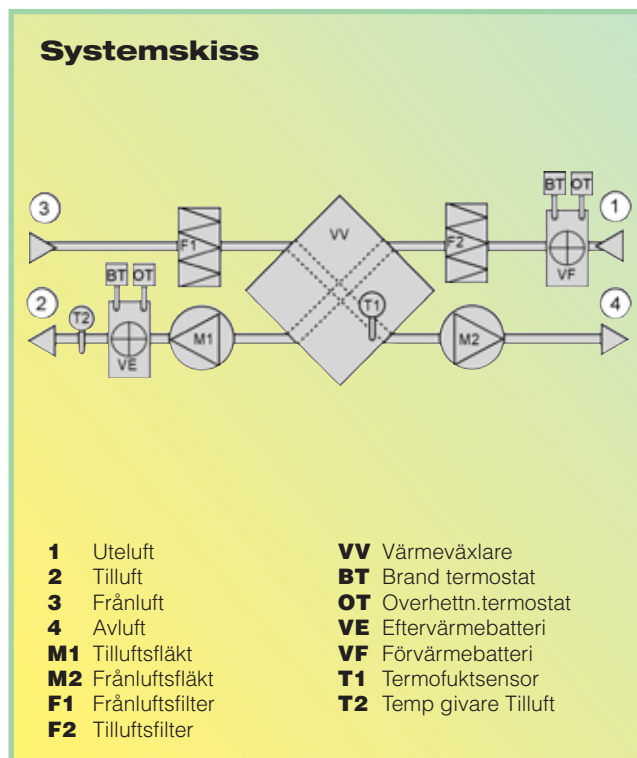 Systemskiss
BT OT
3
1
F1
VV
F2
VF
BT OT
2
T2
T1
4
M1
M2
VE
1 Uteluft
2 Tilluft
3 Frånluft
4 Avluft
M1 Tilluftsfläkt
M2 Frånluftsfläkt
F1 Frånluftsfilter
F2 Tilluftsfilter
VV Värmeväxlare
BT Brand termostat
OT Overhettn.termostat
VE Eftervärmebatteri
VF Förvärmebatteri
T1 Termofuktsensor
T2 Temp givare Tilluft